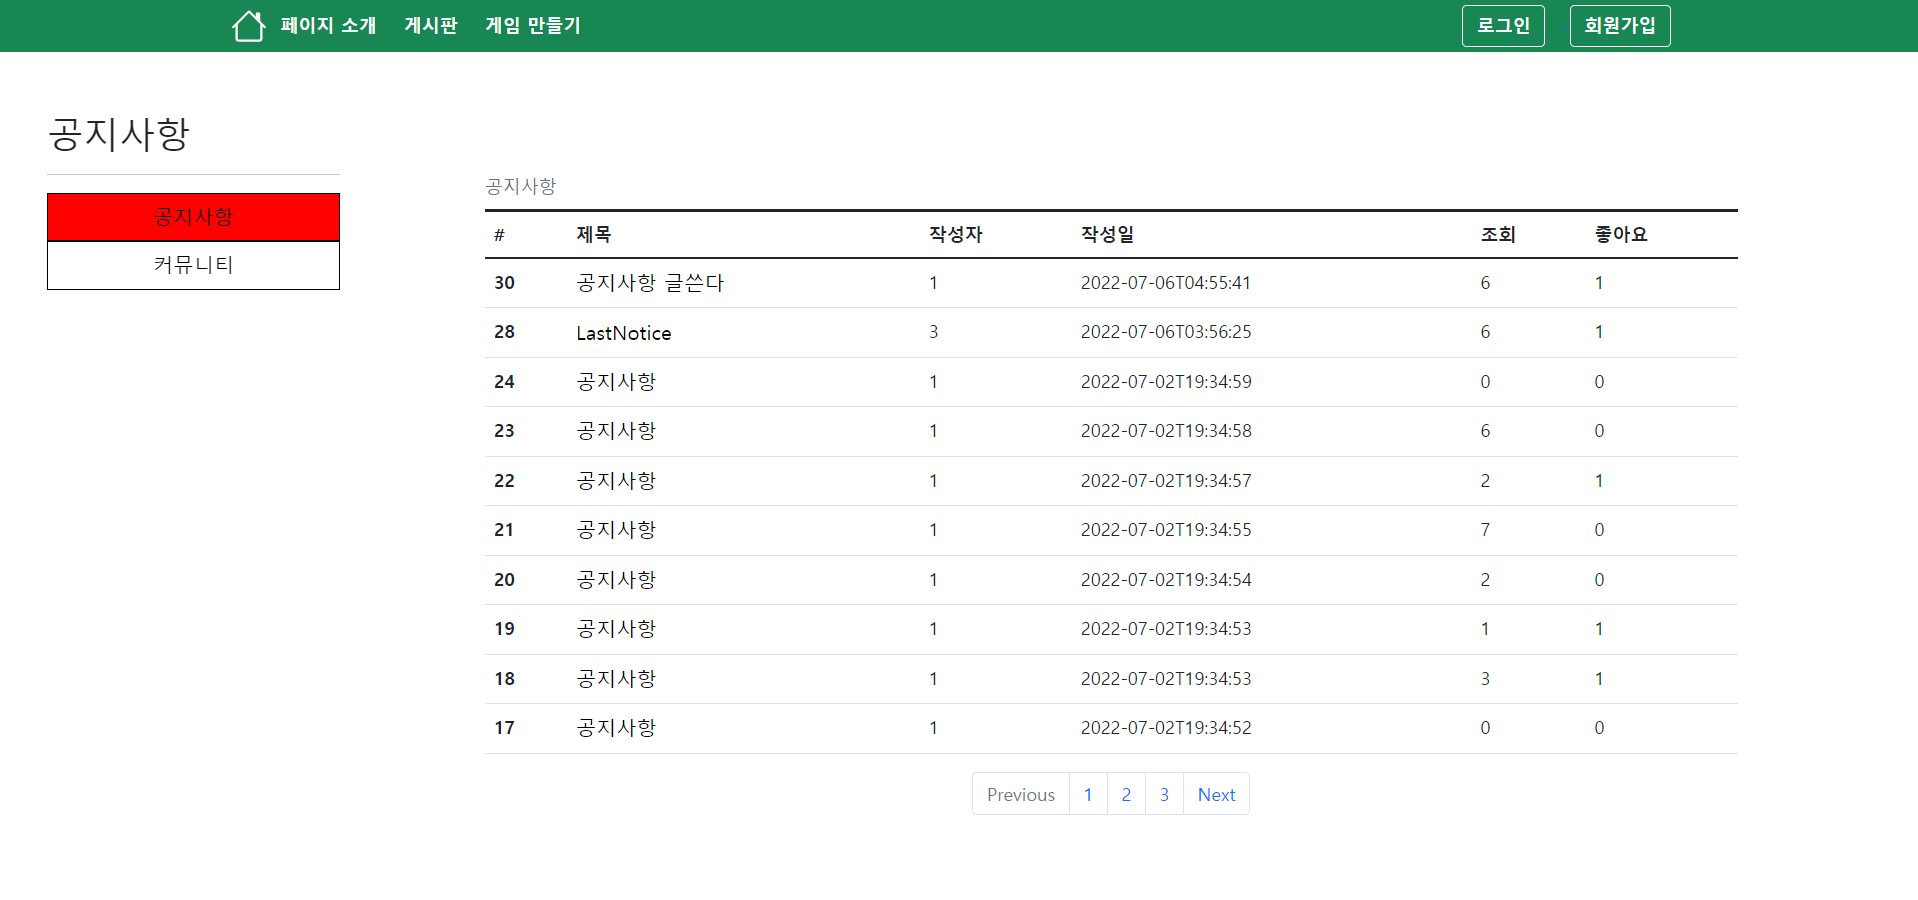 페이지 소개 게시판 게임 만들기 로그인 회원가입
공지사항
공지사항
커뮤니티
공지사항
# 제목 작성자 작성일 조회 좋아요
30 공지사항 글쓴다 1 2022-07-06T04:55:41 6 1
28 LastNotice 3 2022-07-06T03:56:25 6 1
24 공지사항 1 2022-07-02T19:34:59 0 0
23 공지사항 1 2022-07-02T19:34:58 6 0
22 공지사항 1 2022-07-02T19:34:57 2 1
21 공지사항 1 2022-07-02T19:34:55 7 0
20 공지사항 1 2022-07-02T19:34:54 2 0
19 공지사항 1 2022-07-02T19:34:53 1 1
18 공지사항 1 2022-07-02T19:34:53 3 1
17 공지사항 1 2022-07-02T19:34:52 0 0
Previous 1 2 3 Next